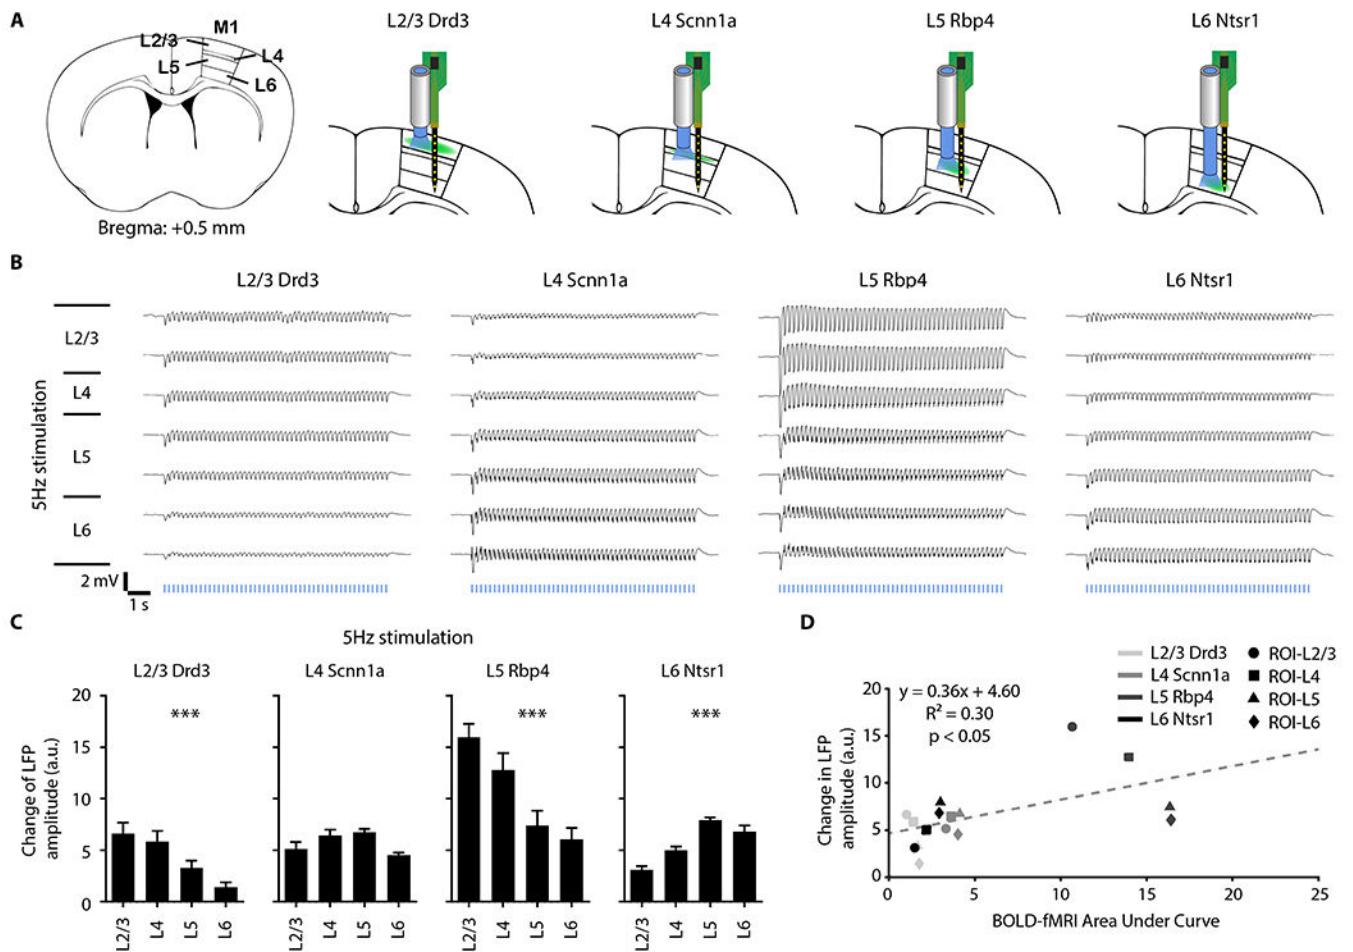 A
M1
L2/3
L4
L5
L6
Bregma: +0.5 mm
L2/3 Drd3
L4 Scnn1a
L5 Rbp4
L6 Ntsr1
B
L2/3 Drd3
L4 Scnn1a
L5 Rbp4
L6 Ntsr1
5Hz stimulation
L2/3
L4
L5
L6
2 mV
1 s
C
5Hz stimulation
L2/3 Drd3
L4 Scnn1a
L5 Rbp4
L6 Ntsr1
Change of LFP
amplitude (a.u.)
20
15
10
5
0
***
***
***
L2/3
L4
L5
L6
L2/3
L4
L5
L6
L2/3
L4
L5
L6
L2/3
L4
L5
L6
D
L2/3 Drd3
L4 Scnn1a
L5 Rbp4
L6 Ntsr1
ROI-L2/3
ROI-L4
ROI-L5
ROI-L6
y = 0.36x + 4.60
R² = 0.30
p < 0.05
Change in LFP
amplitude (a.u.)
20
15
10
5
0
0
5
10
15
20
25
BOLD-fMRI Area Under Curve